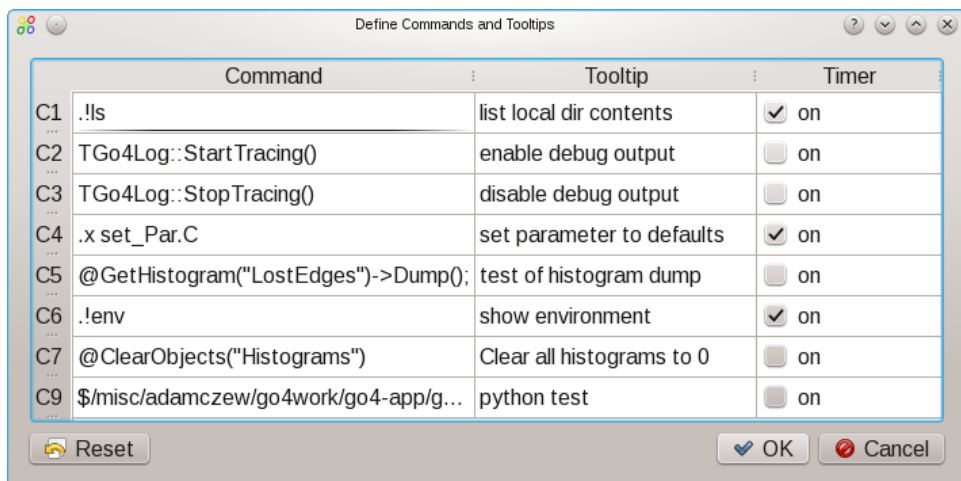 Define Commands and Tooltips
Command Tooltip Timer
C1 .!ls list local dir contents on
C2 TGo4Log::StartTracing() enable debug output on
C3 TGo4Log::StopTracing() disable debug output on
C4 .x set_Par.C set parameter to defaults on
C5 @GetHistogram("LostEdges")->Dump(); test of histogram dump on
C6 .!env show environment on
C7 @ClearObjects("Histograms") Clear all histograms to 0 on
C9 $/misc/adamczew/go4work/go4-app/g... python test on
Reset OK Cancel